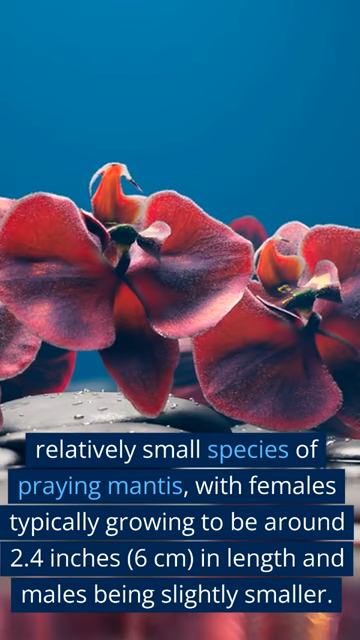 relatively small species of
praying mantis, with females
typically growing to be around
2.4 inches (6 cm) in length and
males being slightly smaller.